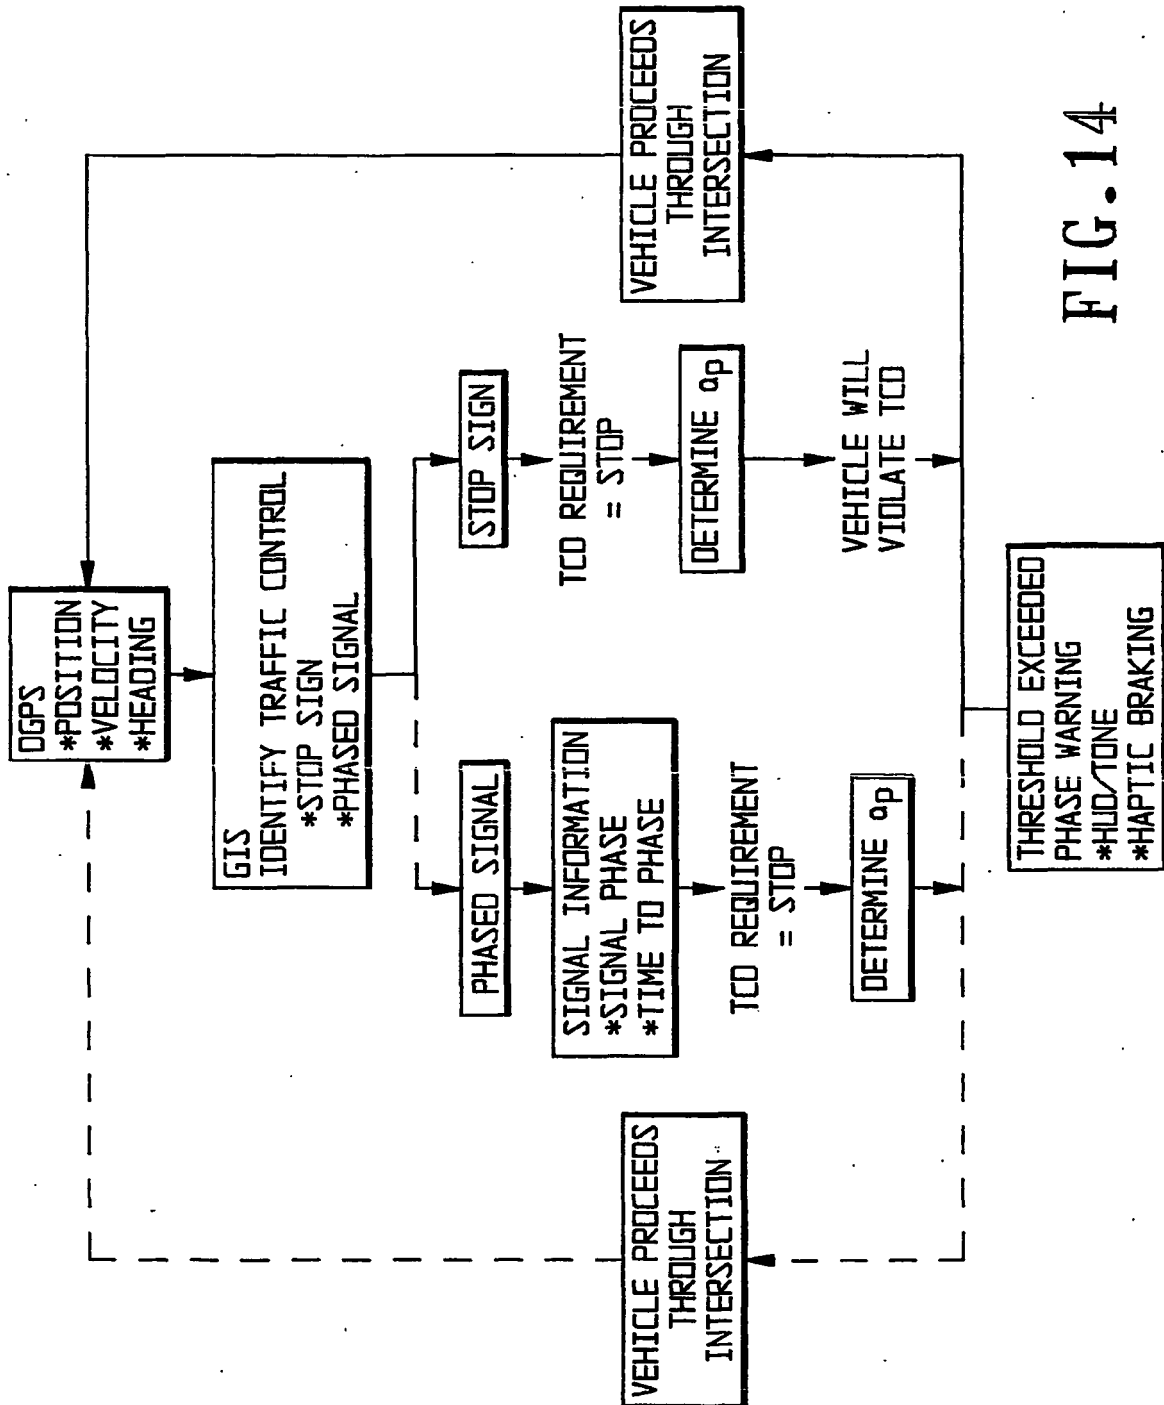 DGPS
*POSITION
*VELOCITY
*HEADING
GIS
IDENTIFY TRAFFIC CONTROL
*STOP SIGN
*PHASED SIGNAL
PHASED SIGNAL
SIGNAL INFORMATION
*SIGNAL PHASE
*TIME TO PHASE
TCD REQUIREMENT
= STOP
DETERMINE ap
STOP SIGN
TCD REQUIREMENT
= STOP
DETERMINE ap
VEHICLE WILL
VIOLATE TCD
VEHICLE PROCEEDS
THROUGH
INTERSECTION
VEHICLE PROCEEDS
THROUGH
INTERSECTION
THRESHOLD EXCEEDED
PHASE WARNING
*HUD/TONE
*HAPTIC BRAKING
FIG.14